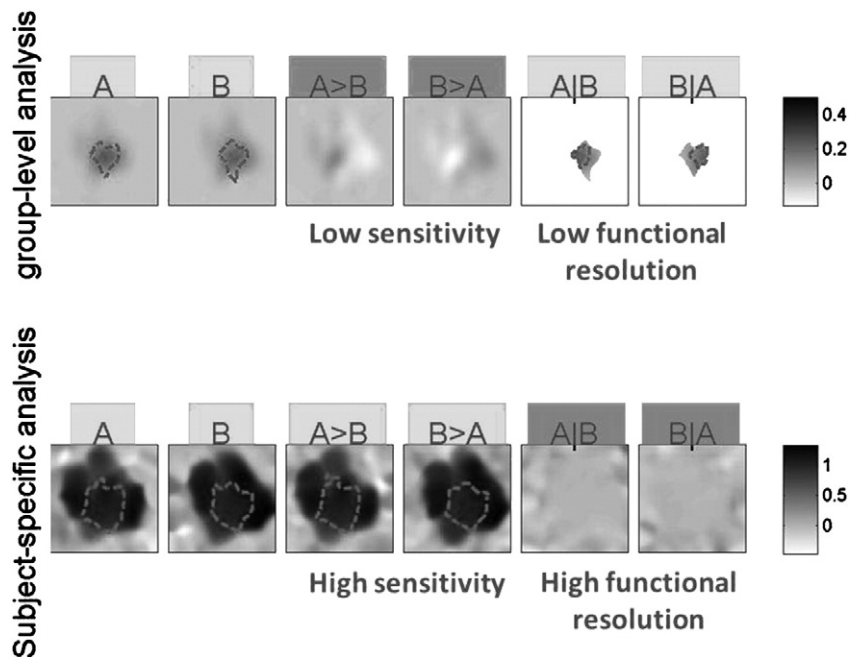 group-level analysis
A
B
A>B
B>A
A|B
B|A
0.4
0.2
0
Low sensitivity
Low functional
resolution
Subject-specific analysis
A
B
A>B
B>A
A|B
B|A
1
0.5
0
High sensitivity
High functional
resolution